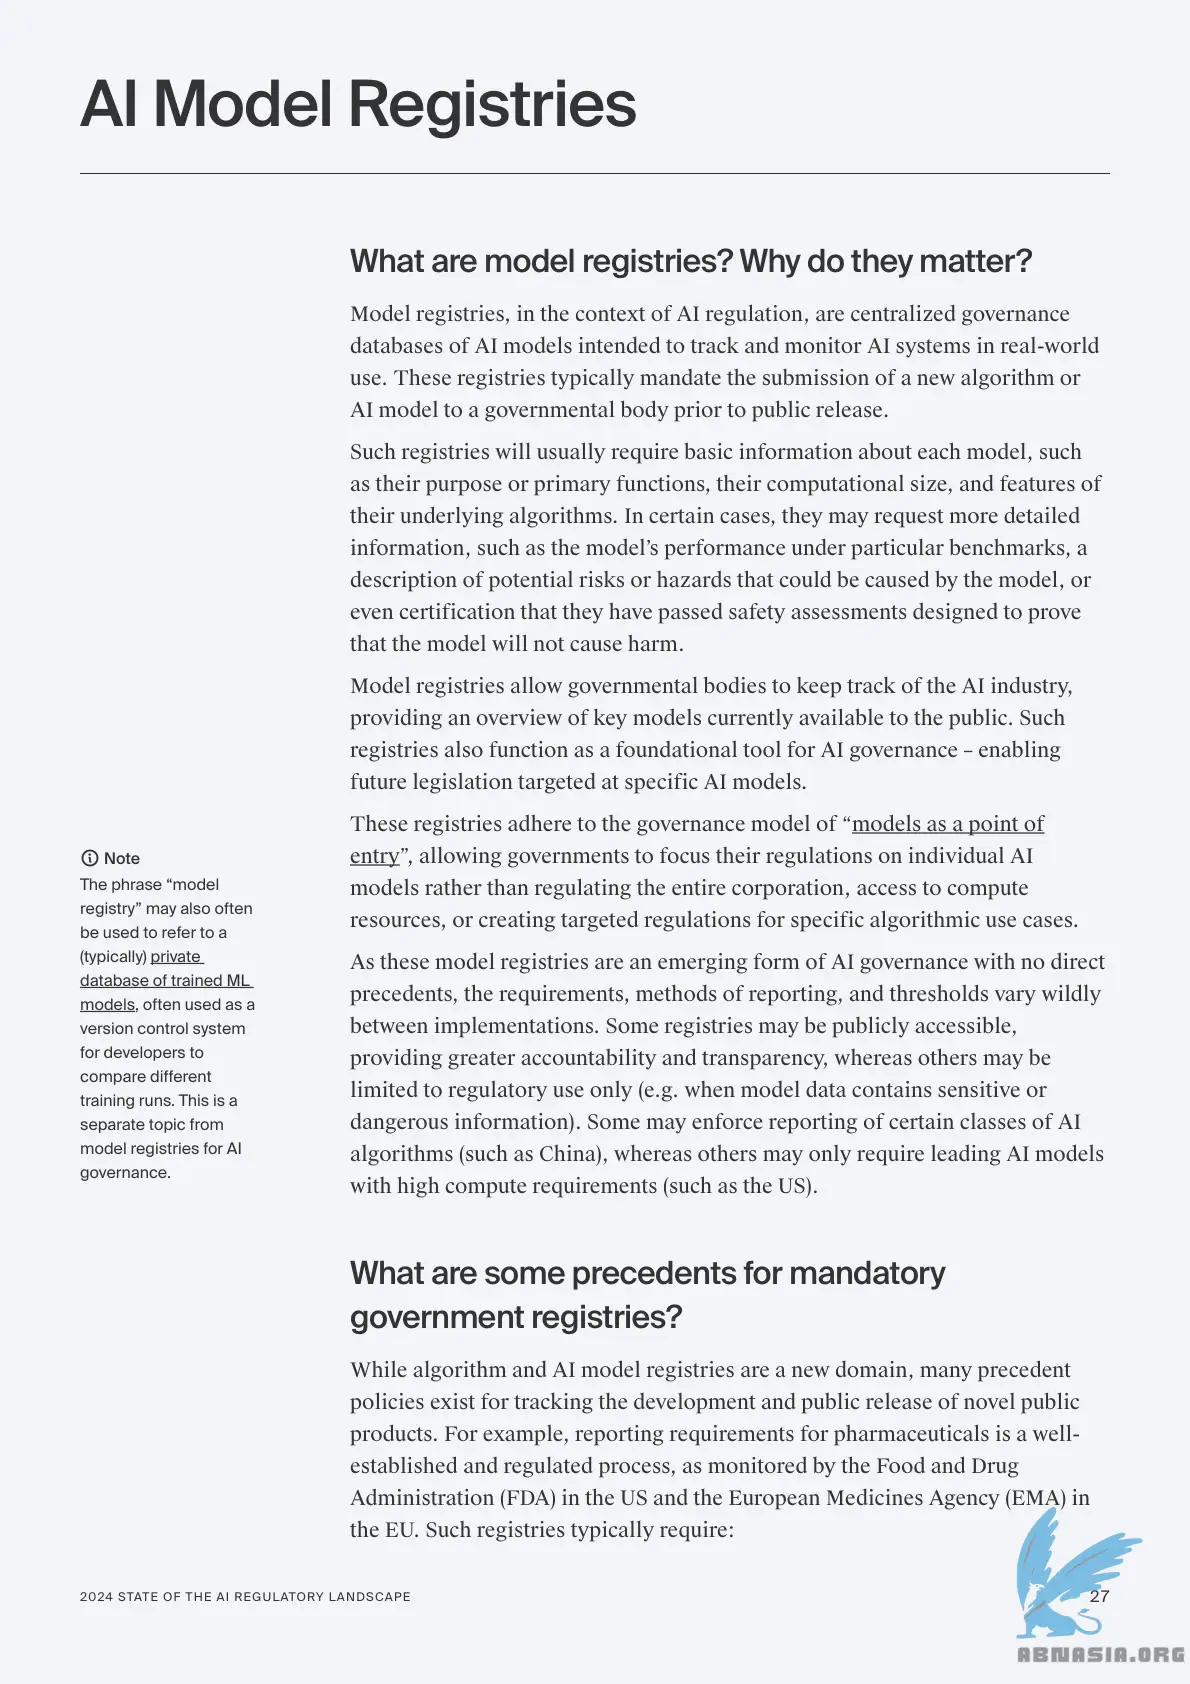 AI Model Registries
What are model registries? Why do they matter?
Model registries, in the context of AI regulation, are centralized governance
databases of AI models intended to track and monitor AI systems in real-world
use. These registries typically mandate the submission of a new algorithm or
AI model to a governmental body prior to public release.
Such registries will usually require basic information about each model, such
as their purpose or primary functions, their computational size, and features of
their underlying algorithms. In certain cases, they may request more detailed
information, such as the model’s performance under particular benchmarks, a
description of potential risks or hazards that could be caused by the model, or
even certification that they have passed safety assessments designed to prove
that the model will not cause harm.
Model registries allow governmental bodies to keep track of the AI industry,
providing an overview of key models currently available to the public. Such
registries also function as a foundational tool for AI governance – enabling
future legislation targeted at specific AI models.
These registries adhere to the governance model of “models as a point of
entry”, allowing governments to focus their regulations on individual AI
models rather than regulating the entire corporation, access to compute
resources, or creating targeted regulations for specific algorithmic use cases.
Note
The phrase “model
registry” may also often
be used to refer to a
(typically) private
database of trained ML
models, often used as a
version control system
for developers to
compare different
training runs. This is a
separate topic from
model registries for AI
governance.
As these model registries are an emerging form of AI governance with no direct
precedents, the requirements, methods of reporting, and thresholds vary wildly
between implementations. Some registries may be publicly accessible,
providing greater accountability and transparency, whereas others may be
limited to regulatory use only (e.g. when model data contains sensitive or
dangerous information). Some may enforce reporting of certain classes of AI
algorithms (such as China), whereas others may only require leading AI models
with high compute requirements (such as the US).
What are some precedents for mandatory
government registries?
While algorithm and AI model registries are a new domain, many precedent
policies exist for tracking the development and public release of novel public
products. For example, reporting requirements for pharmaceuticals is a well-
established and regulated process, as monitored by the Food and Drug
Administration (FDA) in the US and the European Medicines Agency (EMA) in
the EU. Such registries typically require:
2024 STATE OF THE AI REGULATORY LANDSCAPE
27
ABNASIA.ORG